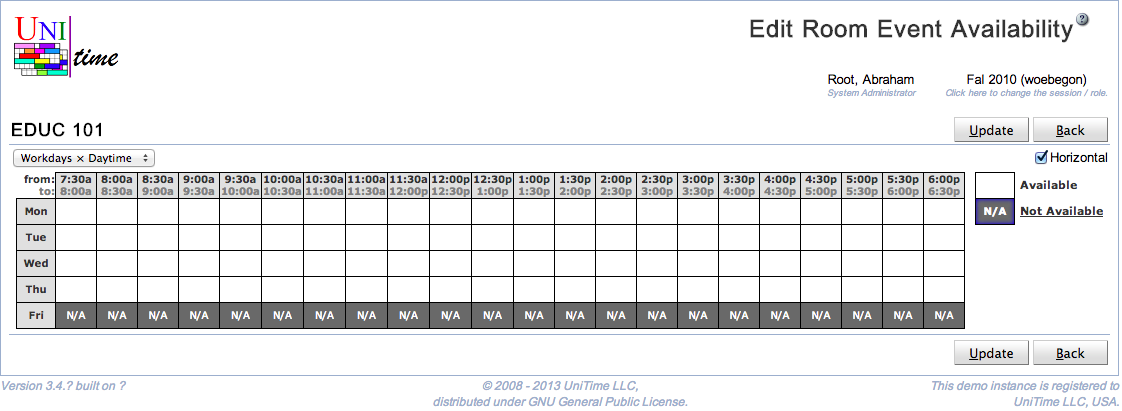 UNI
time
Edit Room Event Availability ?
Root, Abraham Fal 2010 (woebegon)
System Administrator Click here to change the session / role.
EDUC 101 Update Back
Workdays × Daytime Horizontal
from: 7:30a 8:00a 8:30a 9:00a 9:30a 10:00a 10:30a 11:00a 11:30a 12:00p 12:30p 1:00p 1:30p 2:00p 2:30p 3:00p 3:30p 4:00p 4:30p 5:00p 5:30p 6:00p
to: 8:00a 8:30a 9:00a 9:30a 10:00a 10:30a 11:00a 11:30a 12:00p 12:30p 1:00p 1:30p 2:00p 2:30p 3:00p 3:30p 4:00p 4:30p 5:00p 5:30p 6:00p 6:30p
Available
Mon N/A Not Available
Tue
Wed
Thu
Fri N/A N/A N/A N/A N/A N/A N/A N/A N/A N/A N/A N/A N/A N/A N/A N/A N/A N/A N/A N/A N/A N/A
Update Back
Version 3.4.? built on ? © 2008 - 2013 UniTime LLC, This demo instance is registered to
distributed under GNU General Public License. UniTime LLC, USA.